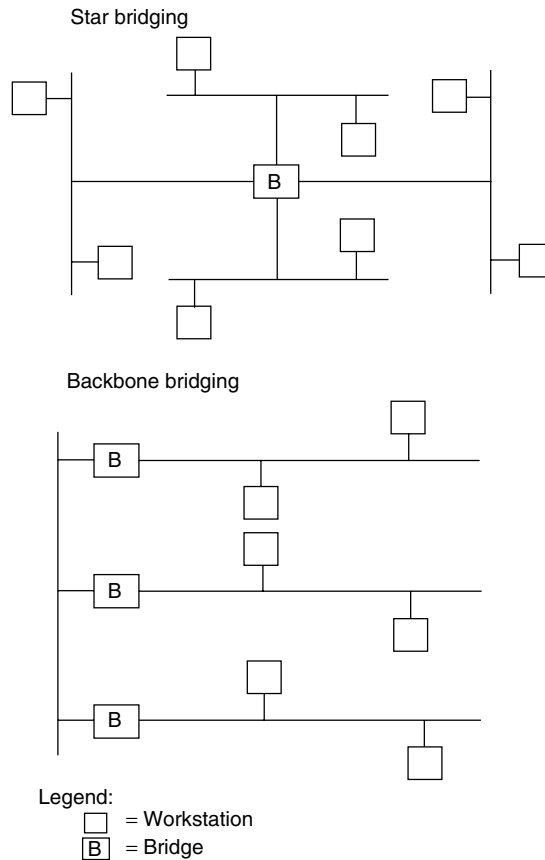 Star bridging
B
Backbone bridging
B
B
B
Legend:
= Workstation
B = Bridge